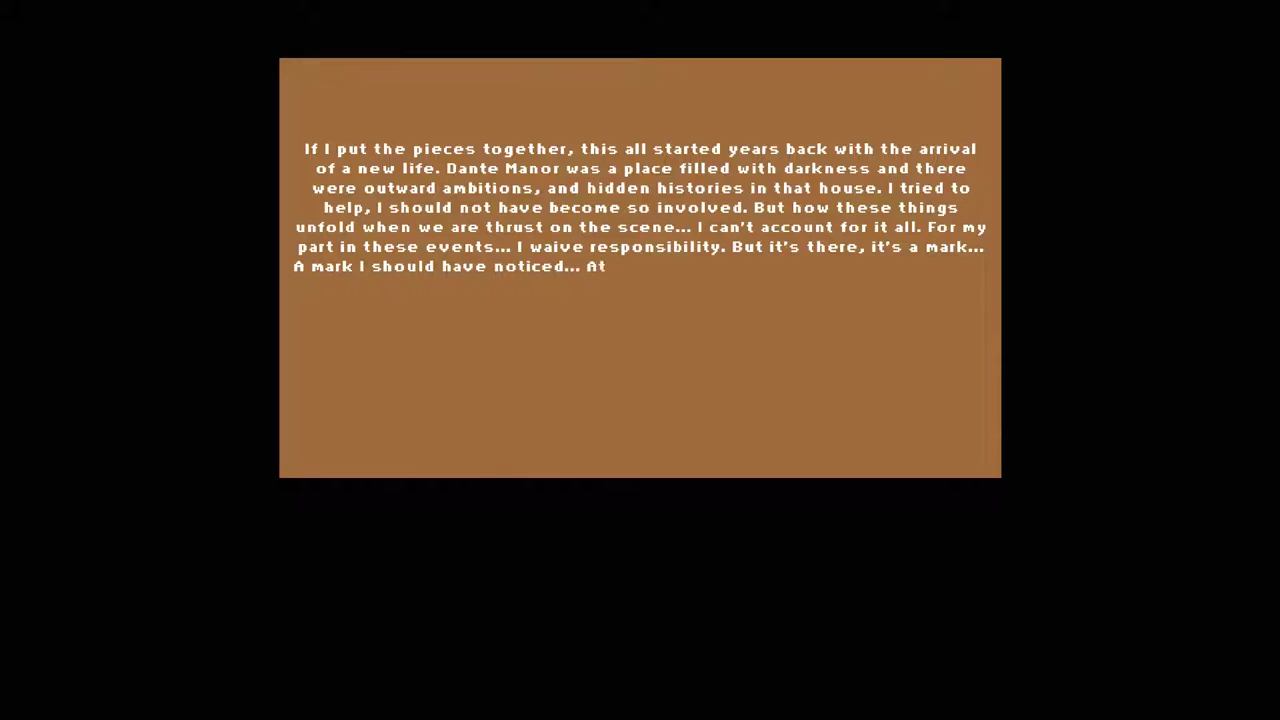 If I put the pieces together, this all started years back with the arrival
of a new life. Dante Manor was a place filled with darkness and there
were outward ambitions, and hidden histories in that house. I tried to
help, I should not have become so involved. But how these things
unfold when we are thrust on the scene... I can't account for it all. For my
part in these events... I waive responsibility. But it's there, it's a mark...
A mark I should have noticed... At